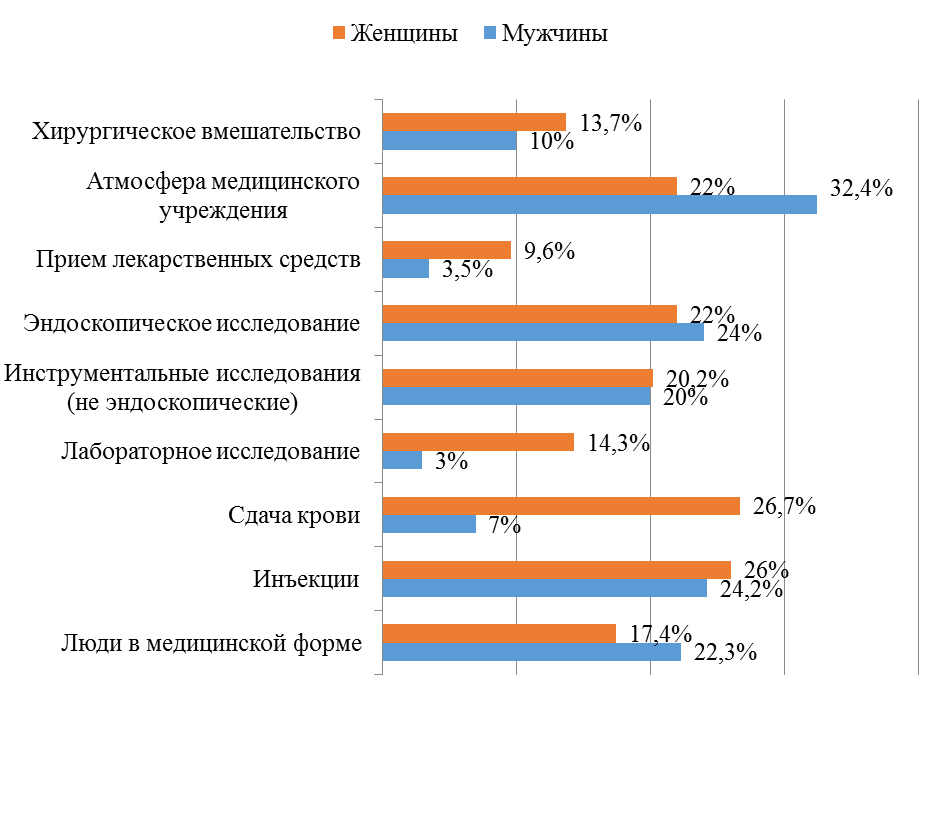 Женщины Мужчины
Хирургическое вмешательство
13,7%
10%
Атмосфера медицинского
учреждения
22%
32,4%
Прием лекарственных средств
9,6%
3,5%
Эндоскопическое исследование
22%
24%
Инструментальные исследования
(не эндоскопические)
20,2%
20%
Лабораторное исследование
14,3%
3%
Сдача крови
26,7%
7%
Инъекции
26%
24,2%
Люди в медицинской форме
17,4%
22,3%